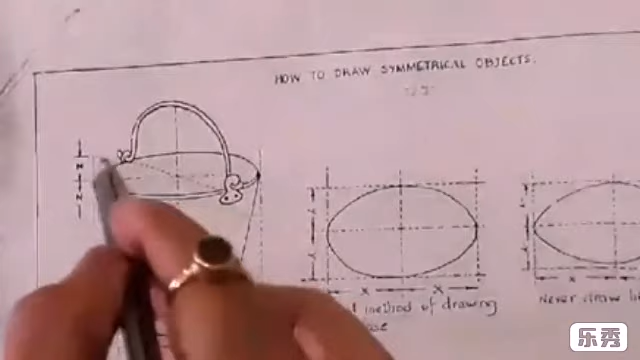 HOW TO DRAW SYMMETRICAL OBJECTS.
M
N
X X X
method of drawing
Never draw li
乐秀